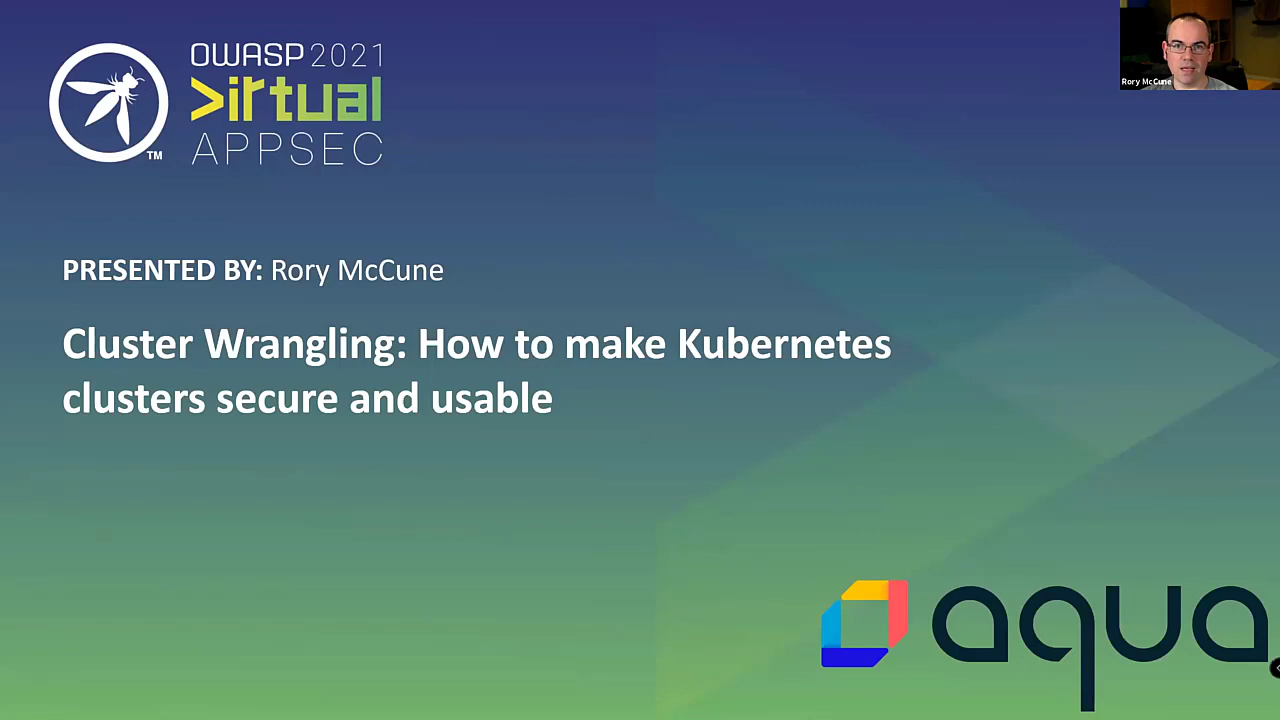 OWASP 2021
>irtual
APPSEC
TM
Rory McCune
PRESENTED BY: Rory McCune
Cluster Wrangling: How to make Kubernetes
clusters secure and usable
aqua